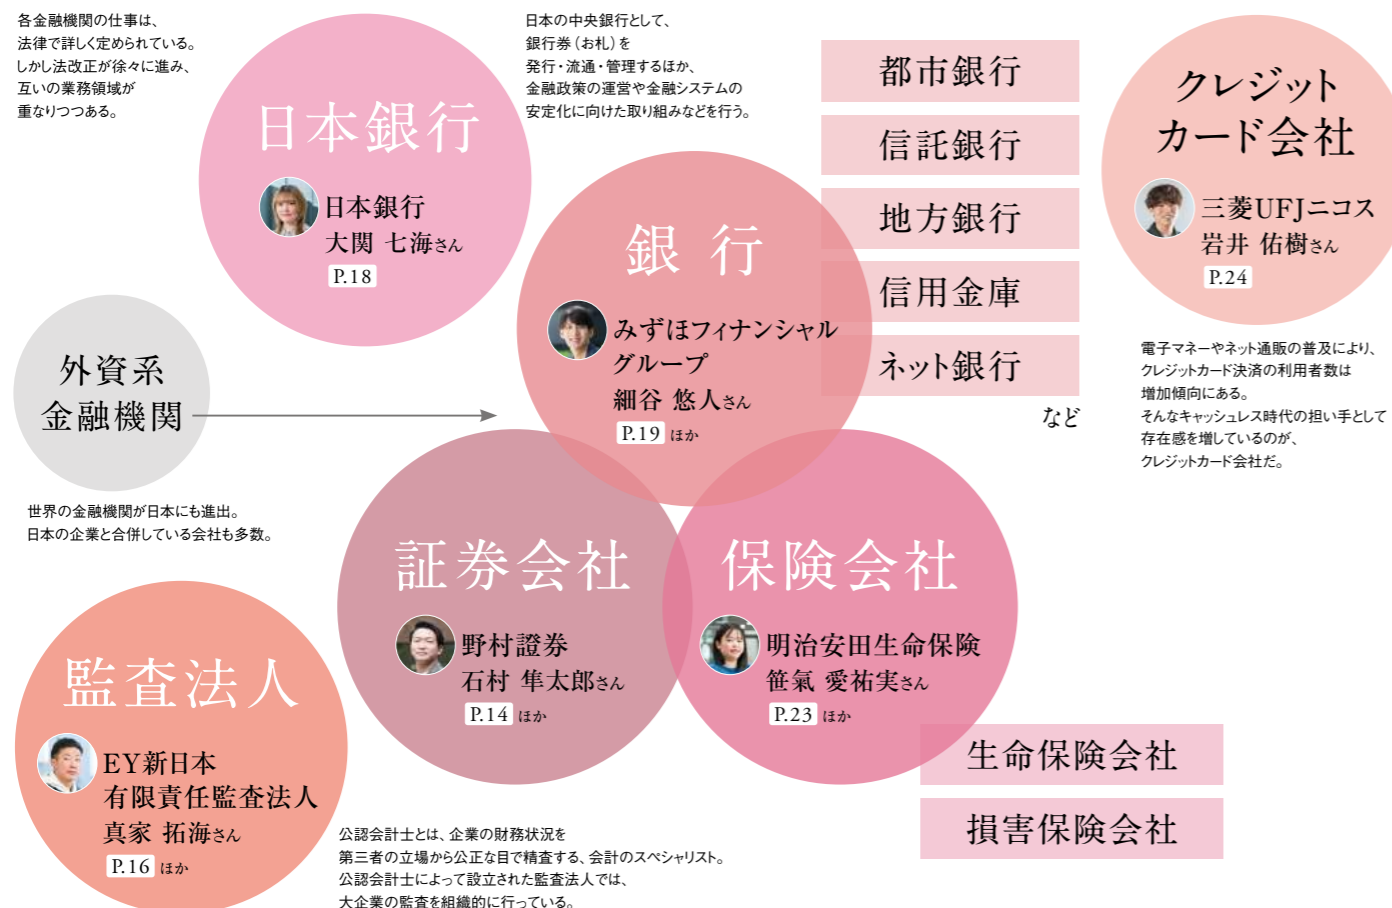 各金融機関の仕事は、
法律で詳しく定められている。
しかし法改正が徐々に進み、
互いの業務領域が
重なりつつある。
日本銀行
日本銀行
大関 七海さん
P.18
日本の中央銀行として、
銀行券（お札）を
発行・流通・管理するほか、
金融政策の運営や金融システムの
安定化に向けた取り組みなどを行う。
銀行
みずほフィナンシャル
グループ
細谷 悠人さん
P.19 ほか
都市銀行
信託銀行
地方銀行
信用金庫
ネット銀行
など
クレジット
カード会社
三菱UFJニコス
岩井 佑樹さん
P.24
電子マネーやネット通販の普及により、
クレジットカード決済の利用者数は
増加傾向にある。
そんなキャッシュレス時代の担い手として
存在感を増しているのが、
クレジットカード会社だ。
外資系
金融機関
世界の金融機関が日本にも進出。
日本の企業と合併している会社も多数。
証券会社
野村證券
石村 隼太郎さん
P.14 ほか
保険会社
明治安田生命保険
笹氣 愛祐実さん
P.23 ほか
生命保険会社
損害保険会社
監査法人
EY新日本
有限責任監査法人
真家 拓海さん
P.16 ほか
公認会計士とは、企業の財務状況を
第三者の立場から公正な目で精査する、会計のスペシャリスト。
公認会計士によって設立された監査法人では、
大企業の監査を組織的に行っている。